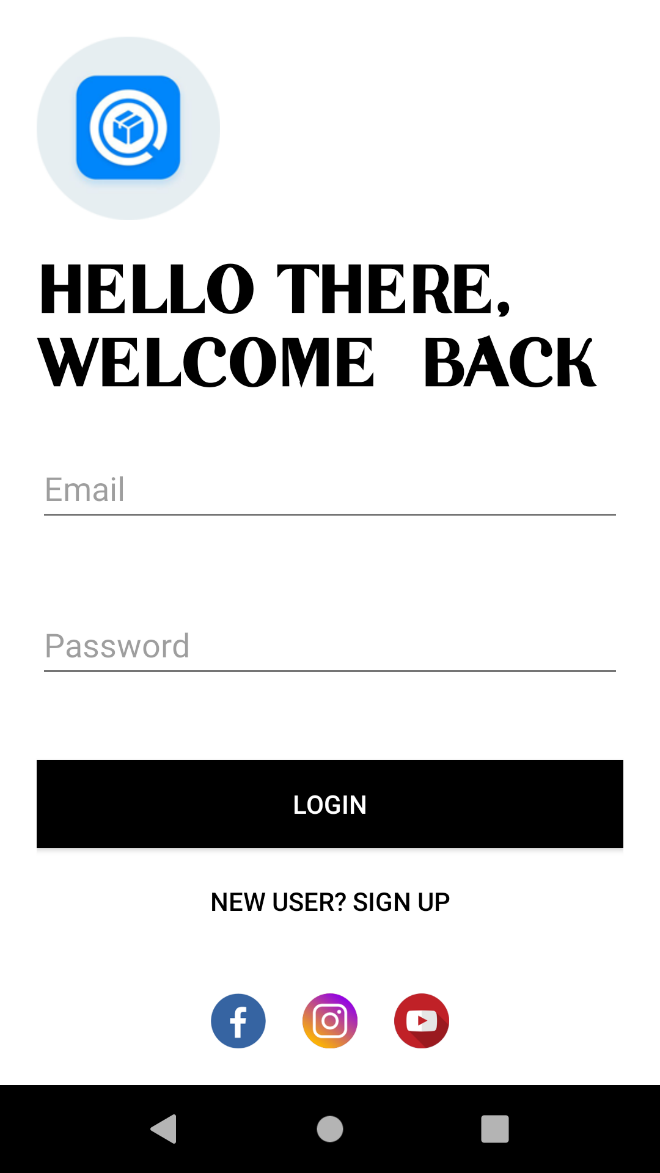 HELLO THERE,
WELCOME BACK
Email
Password
LOGIN
NEW USER? SIGN UP